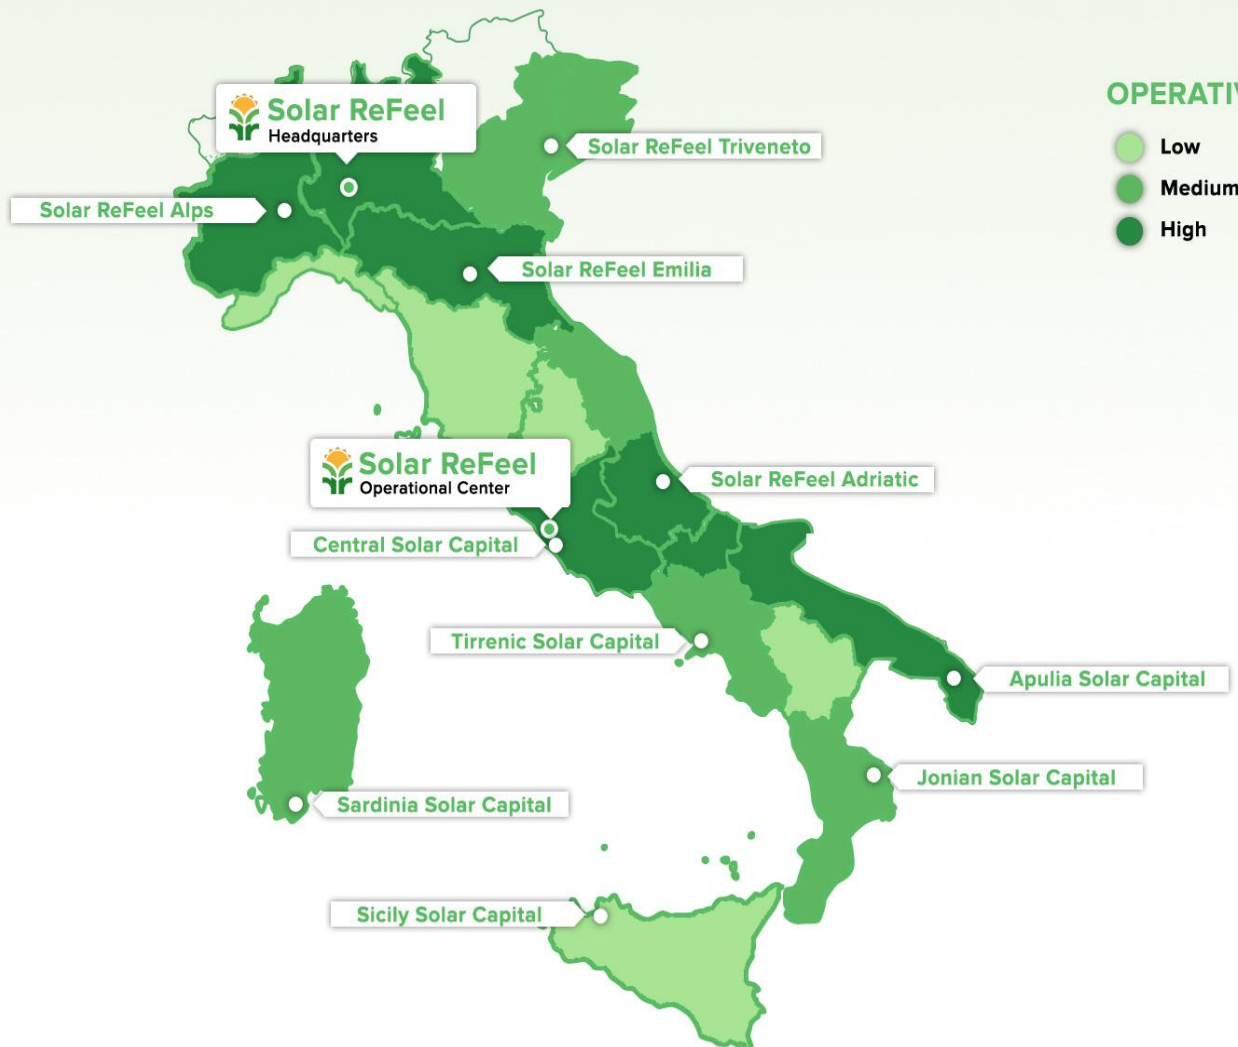 Solar ReFeel
Headquarters
OPERATIV
Low
Medium
High
Solar ReFeel Triveneto
Solar ReFeel Alps
Solar ReFeel Emilia
Solar ReFeel
Operational Center
Solar ReFeel Adriatic
Central Solar Capital
Tirrenic Solar Capital
Apulia Solar Capital
Jonian Solar Capital
Sardinia Solar Capital
Sicily Solar Capital